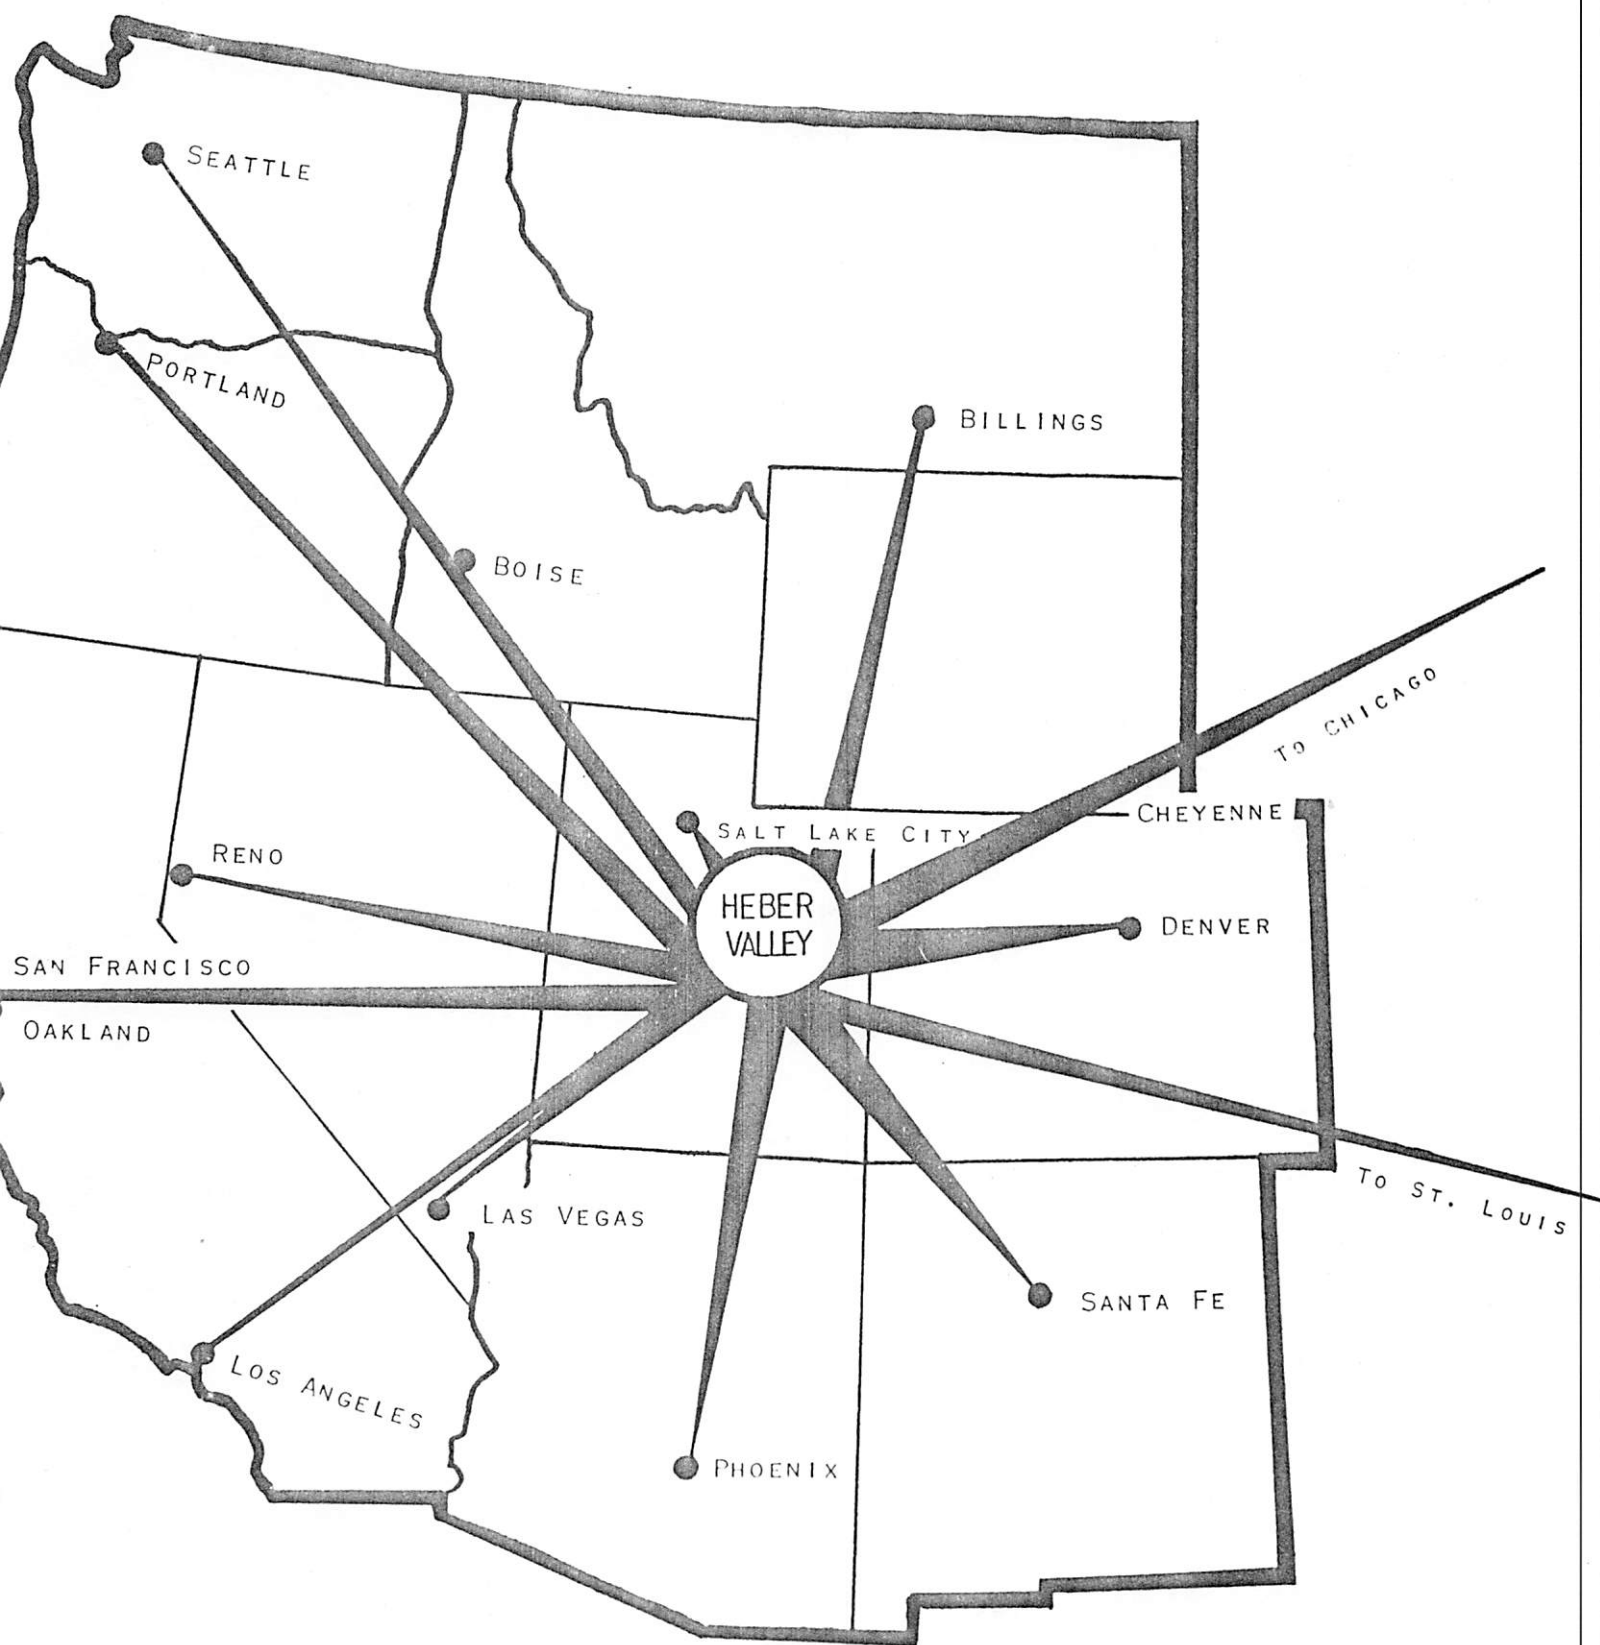 SEATTLE
PORTLAND
BILLINGS
BOISE
TO CHICAGO
CHEYENNE
SALT LAKE CITY
RENO
HEBER
VALLEY
DENVER
SAN FRANCISCO
OAKLAND
TO ST. LOUIS
LAS VEGAS
SANTA FE
LOS ANGELES
PHOENIX